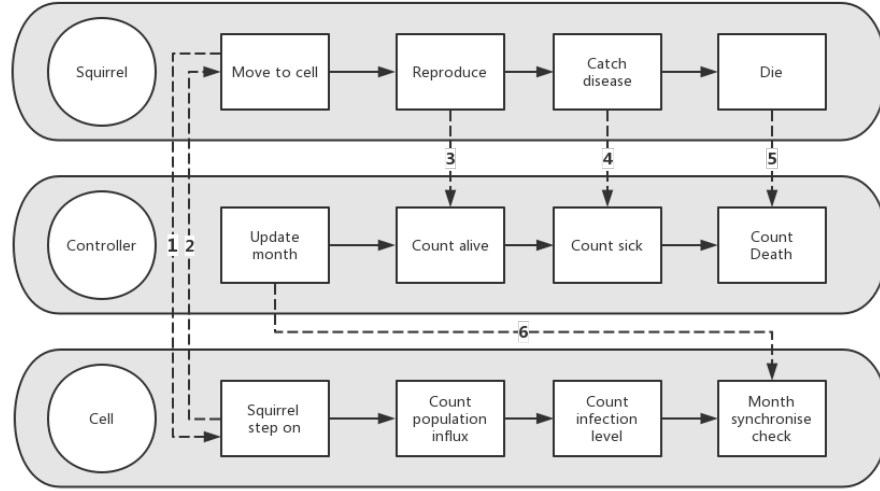 Squirrel
Move to cell
Reproduce
Catch
disease
Die
3
4
5
Controller
1
2
Update
month
Count alive
Count sick
Count
Death
6
Cell
Squirrel
step on
Count
population
influx
Count
infection
level
Month
synchronise
check